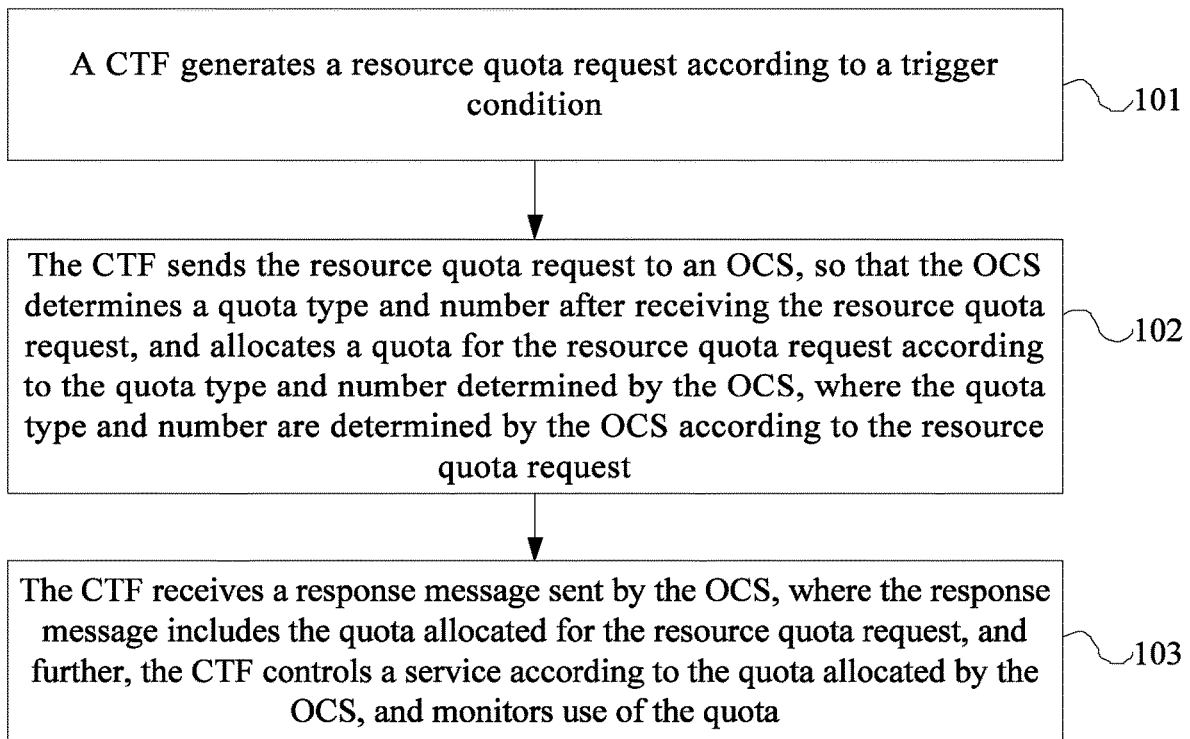 A CTF generates a resource quota request according to a trigger
condition
101
The CTF sends the resource quota request to an OCS, so that the OCS
determines a quota type and number after receiving the resource quota
request, and allocates a quota for the resource quota request according
to the quota type and number determined by the OCS, where the quota
type and number are determined by the OCS according to the resource
quota request
102
The CTF receives a response message sent by the OCS, where the response
message includes the quota allocated for the resource quota request, and
further, the CTF controls a service according to the quota allocated by the
OCS, and monitors use of the quota
103